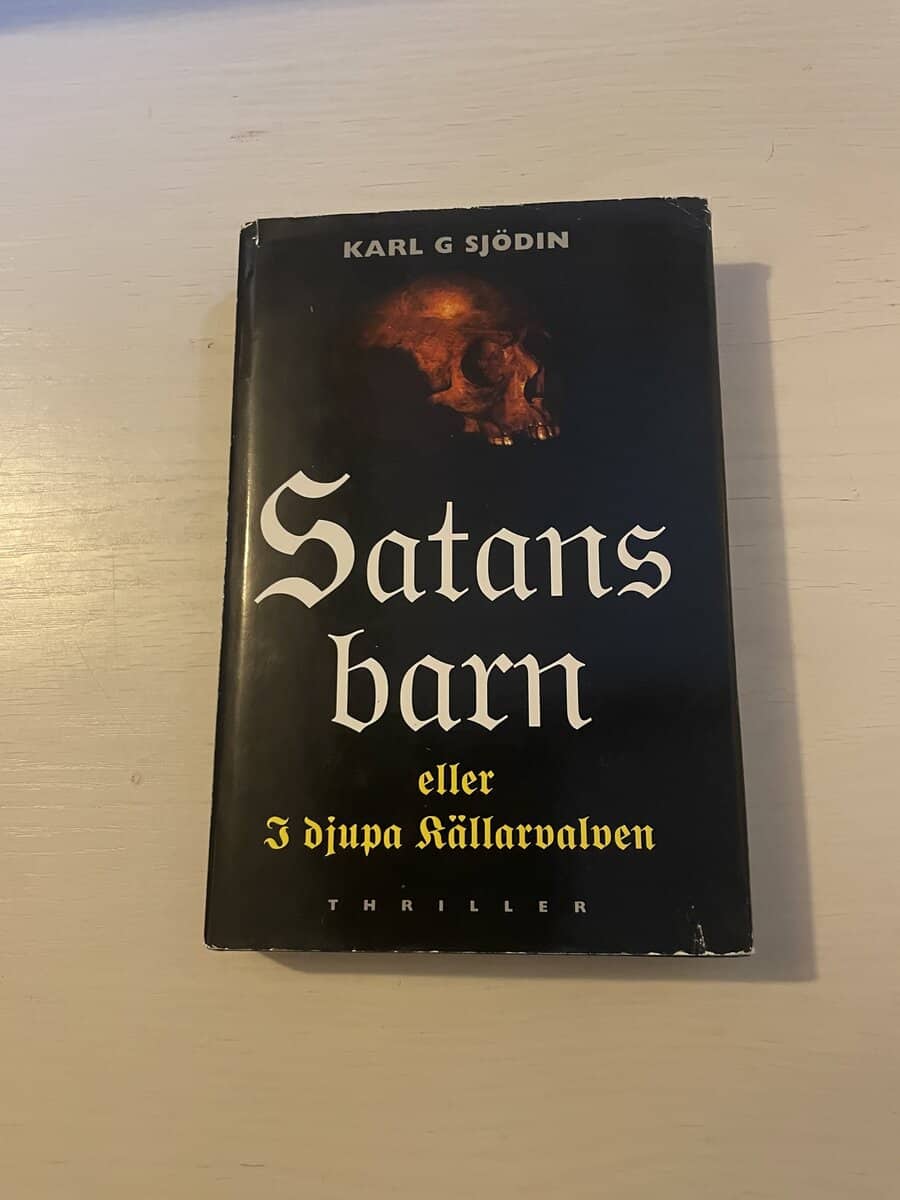 KARL G SJÖDIN
Satans
barn
eller
I djupa Källarvalven
THRILLER